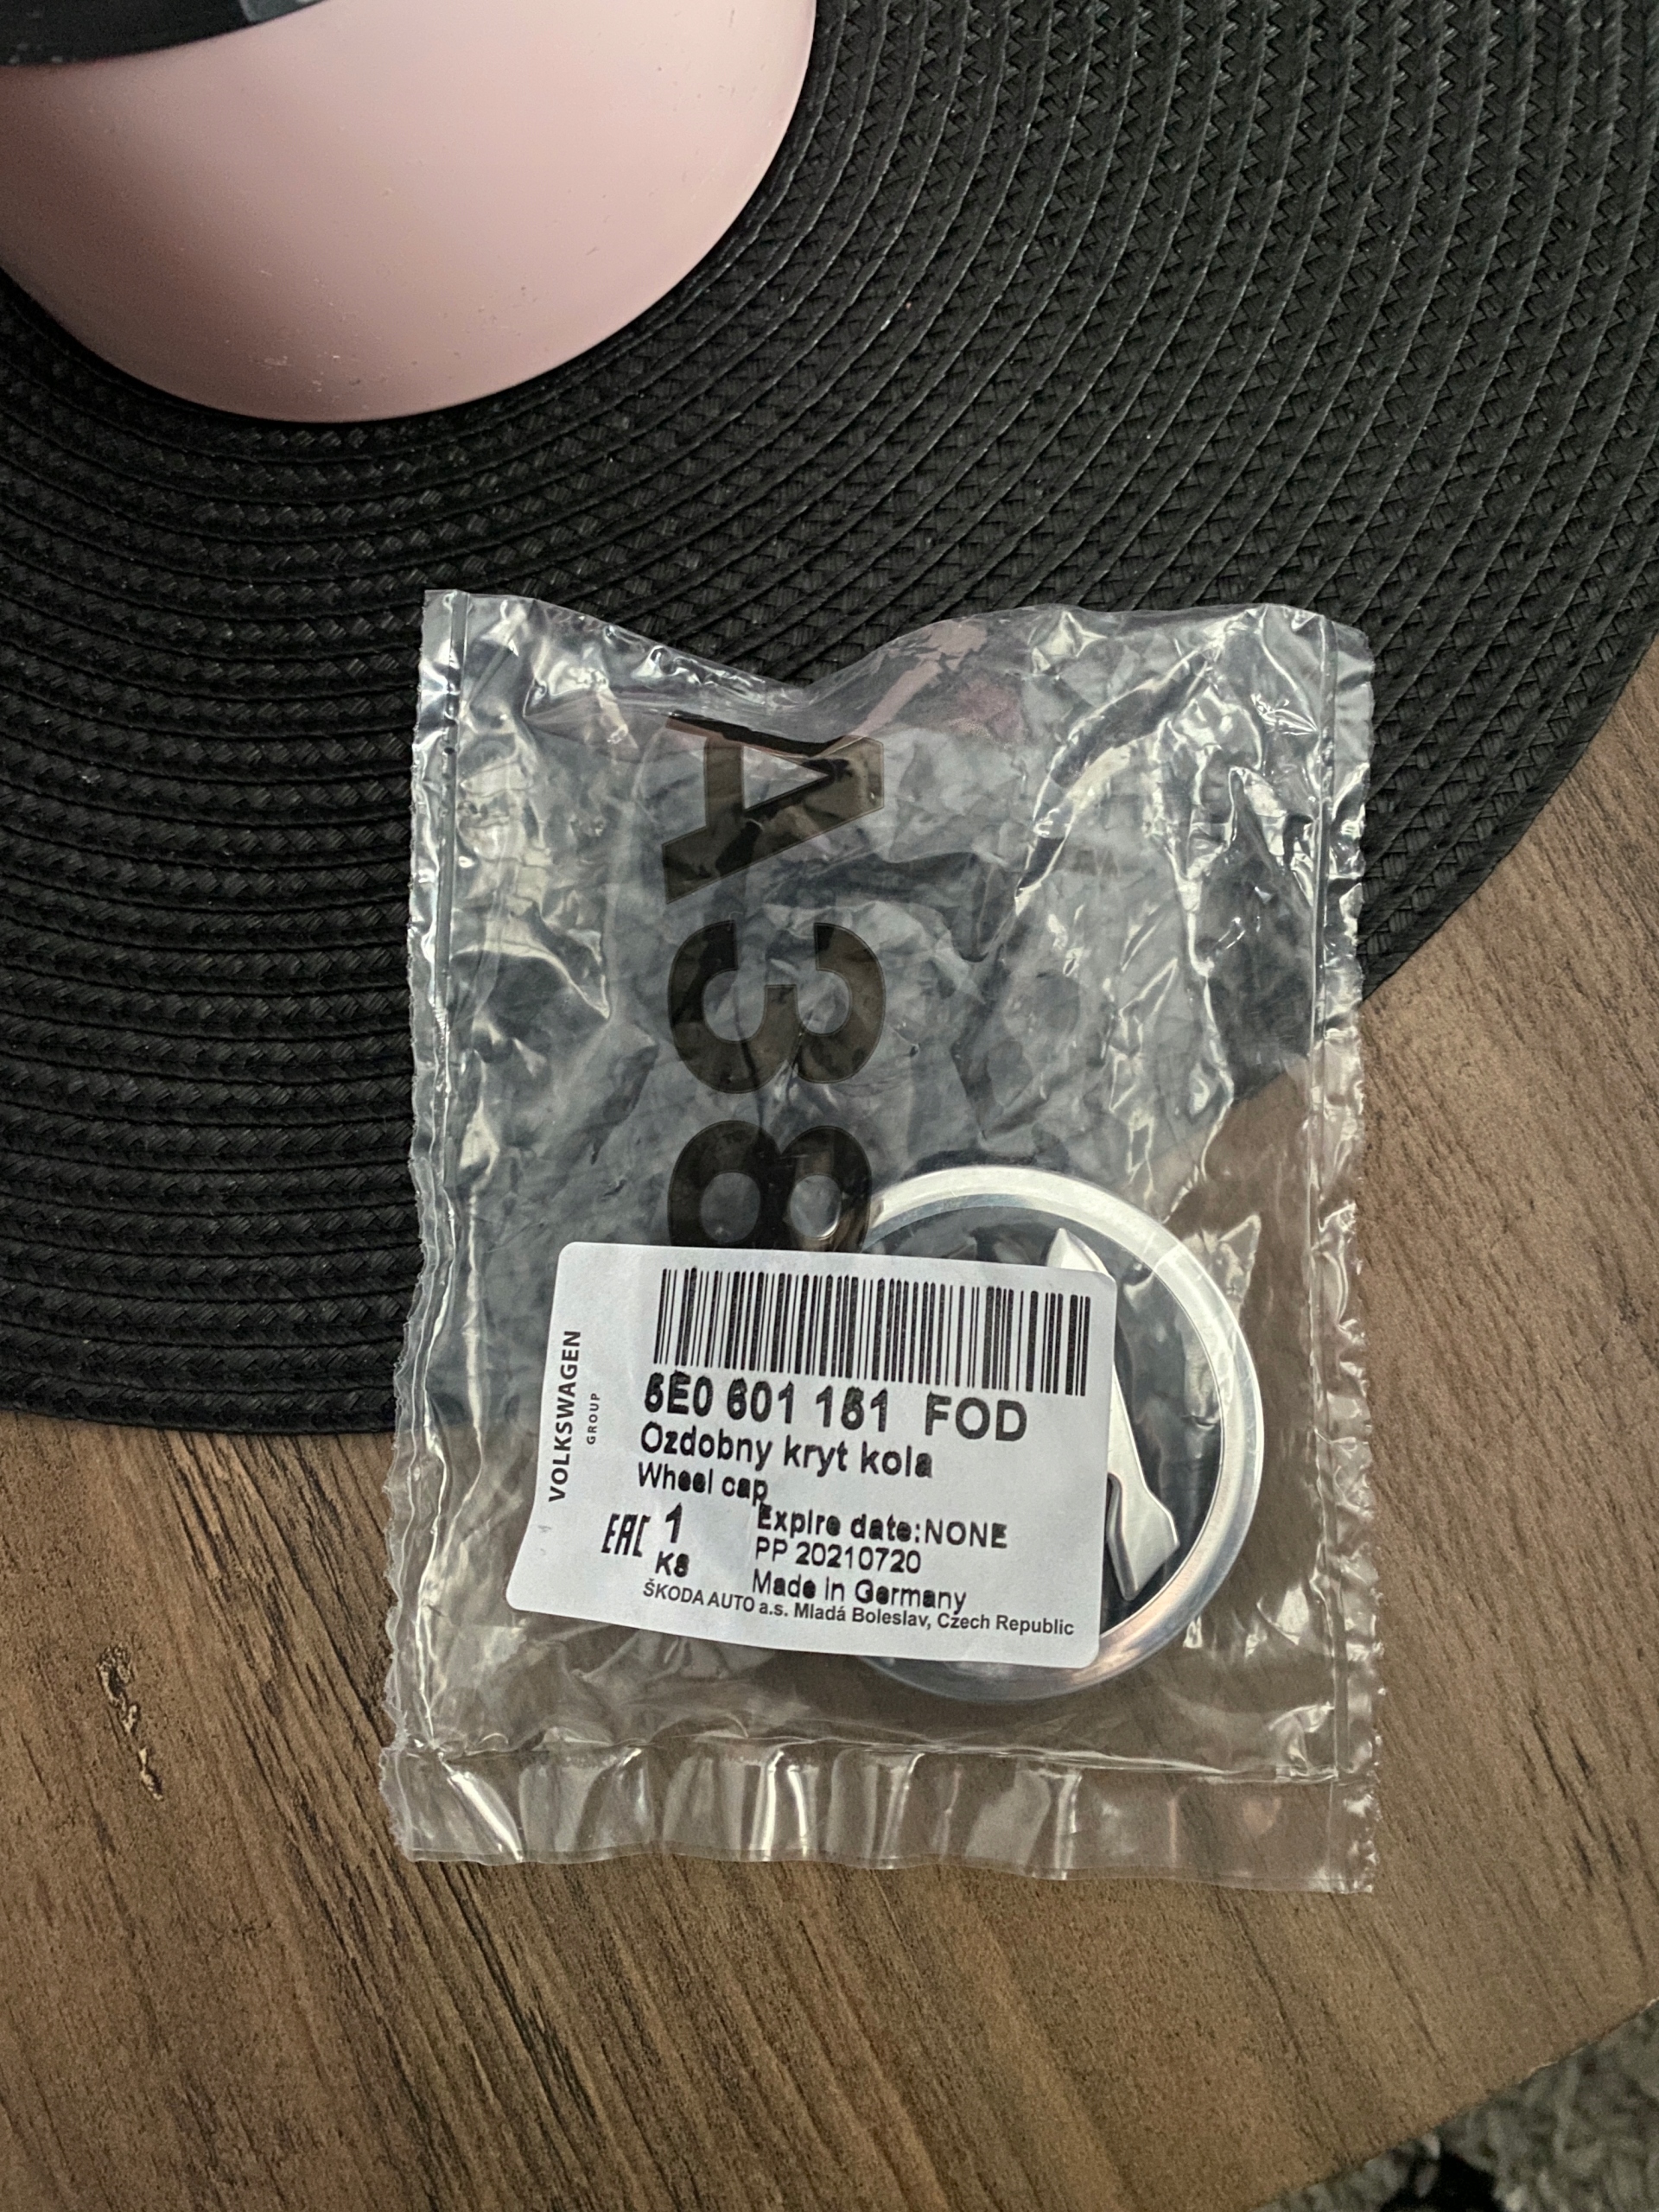 A38
VOLKSWAGEN
GROUP
5E0 601 151 FOD
Ozdobny kryt kola
Wheel cap
EAC 1 Expire date:NONE
KS PP 20210720
Made in Germany
ŠKODA AUTO a.s. Mladá Boleslav, Czech Republic